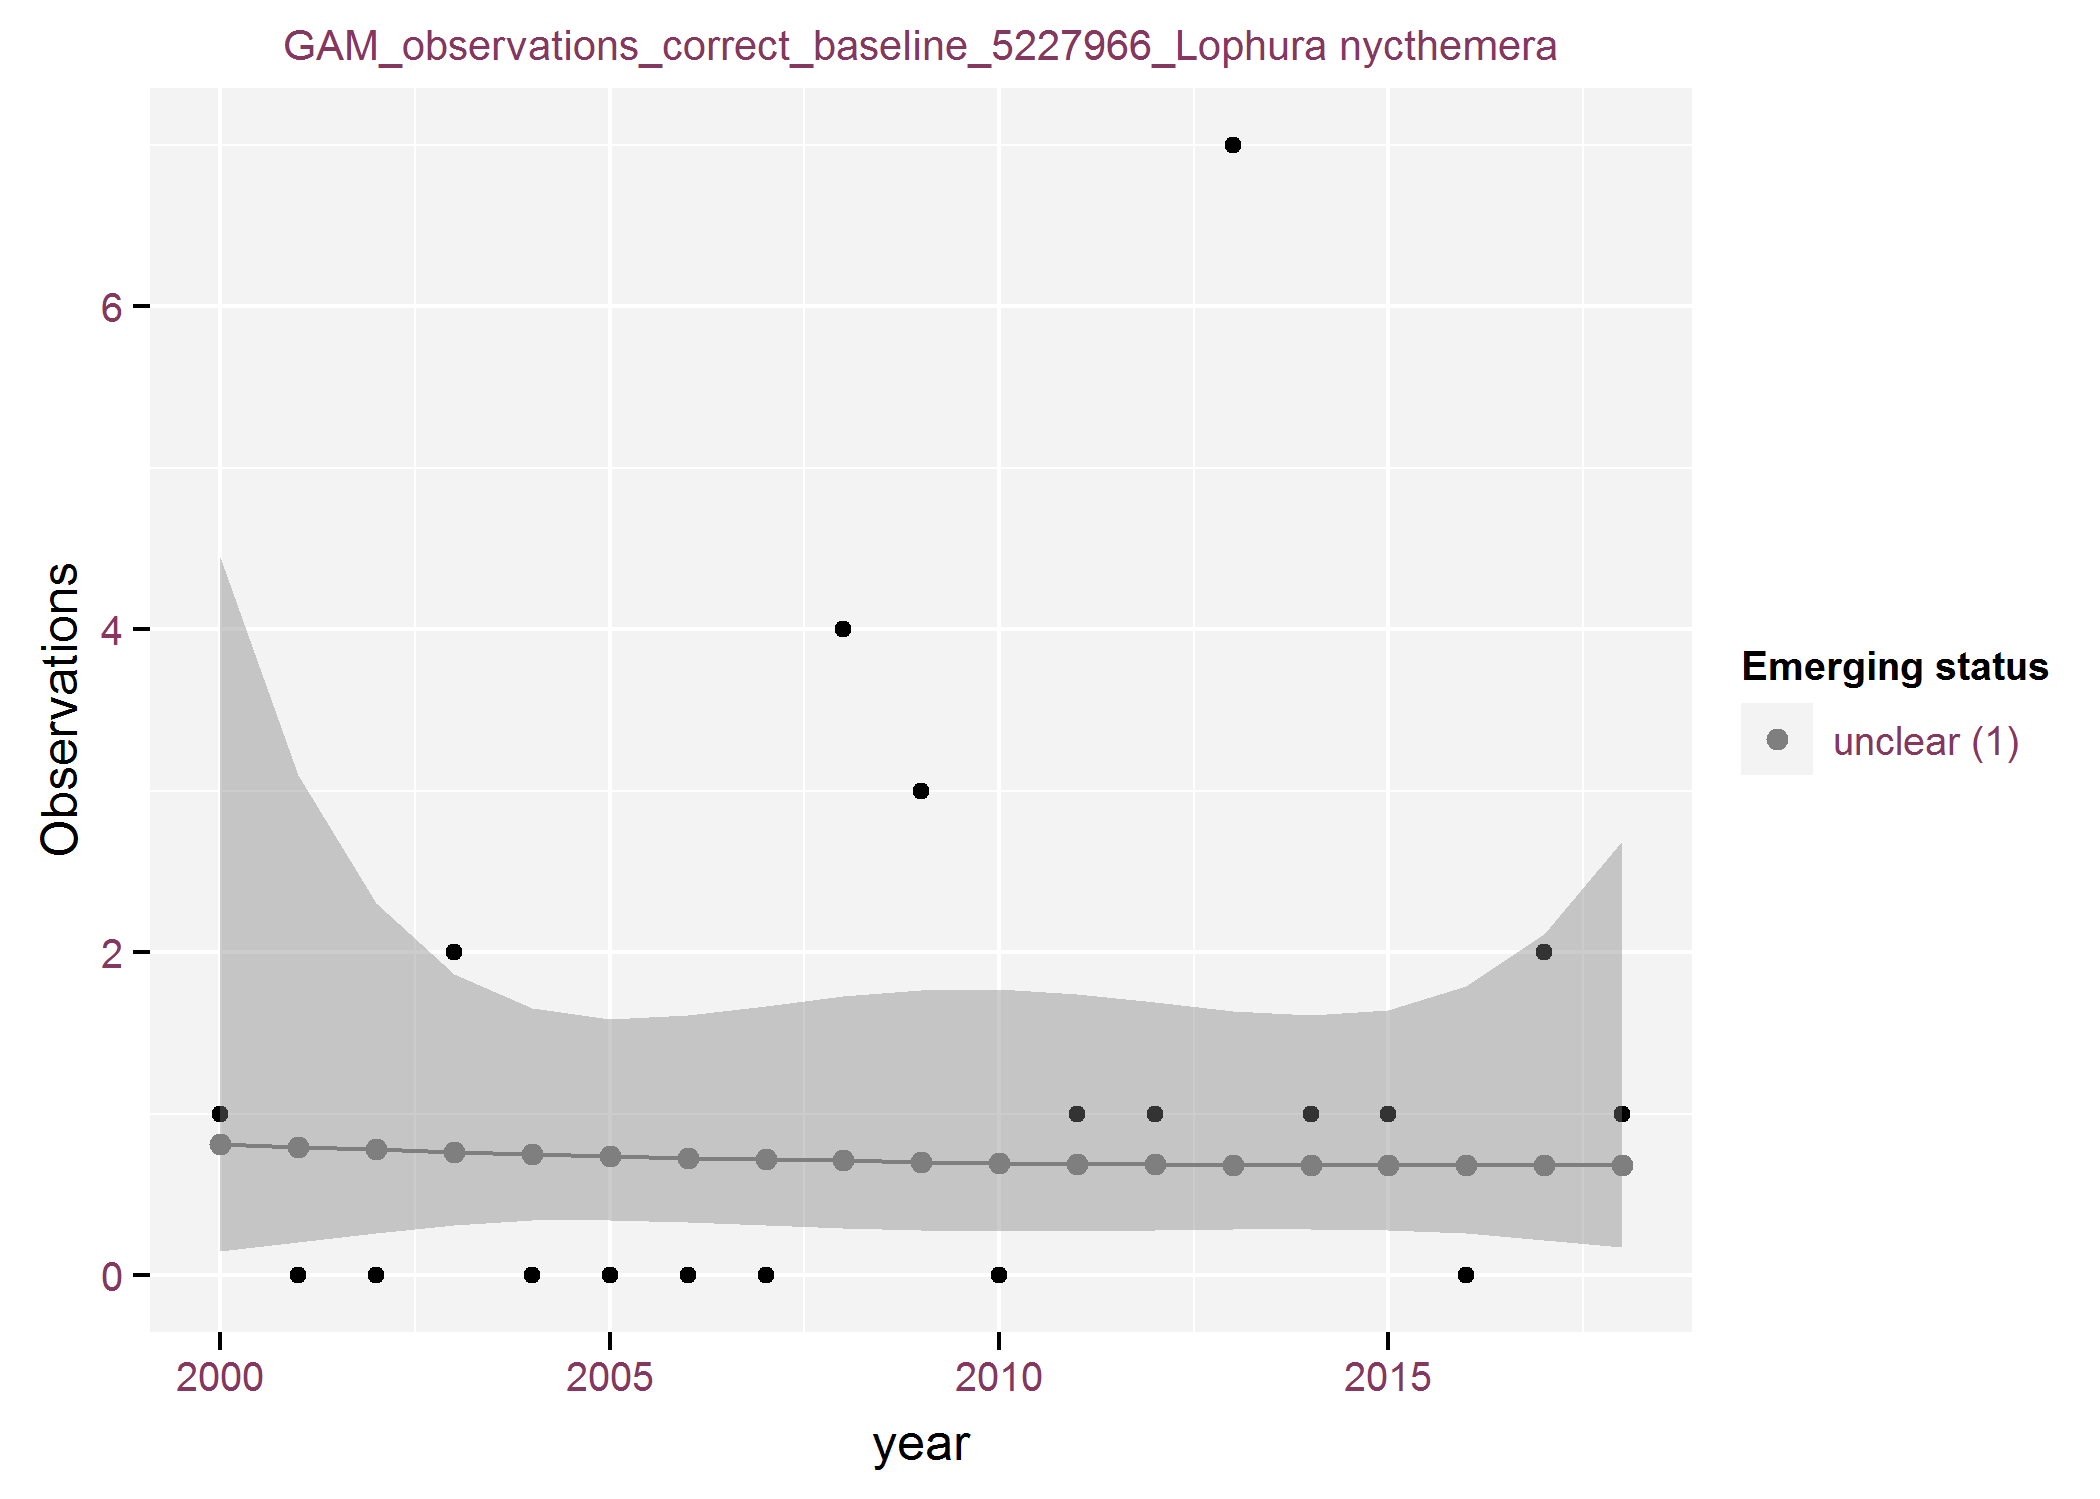 GAM_observations_correct_baseline_5227966_Lophura nycthemera
6
4
2
0
Observations
2000 2005 2010 2015
year
Emerging status
unclear (1)